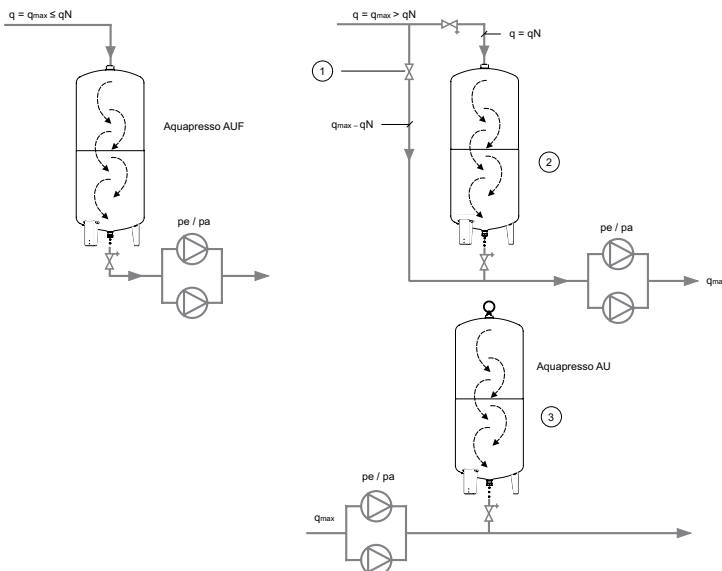 q = qmax ≤ qN
q = qmax > qN
q = qN
1
Aquapresso AUF
qmax – qN
2
pe / pa
pe / pa
qma
Aquapresso AU
3
pe / pa
qmax